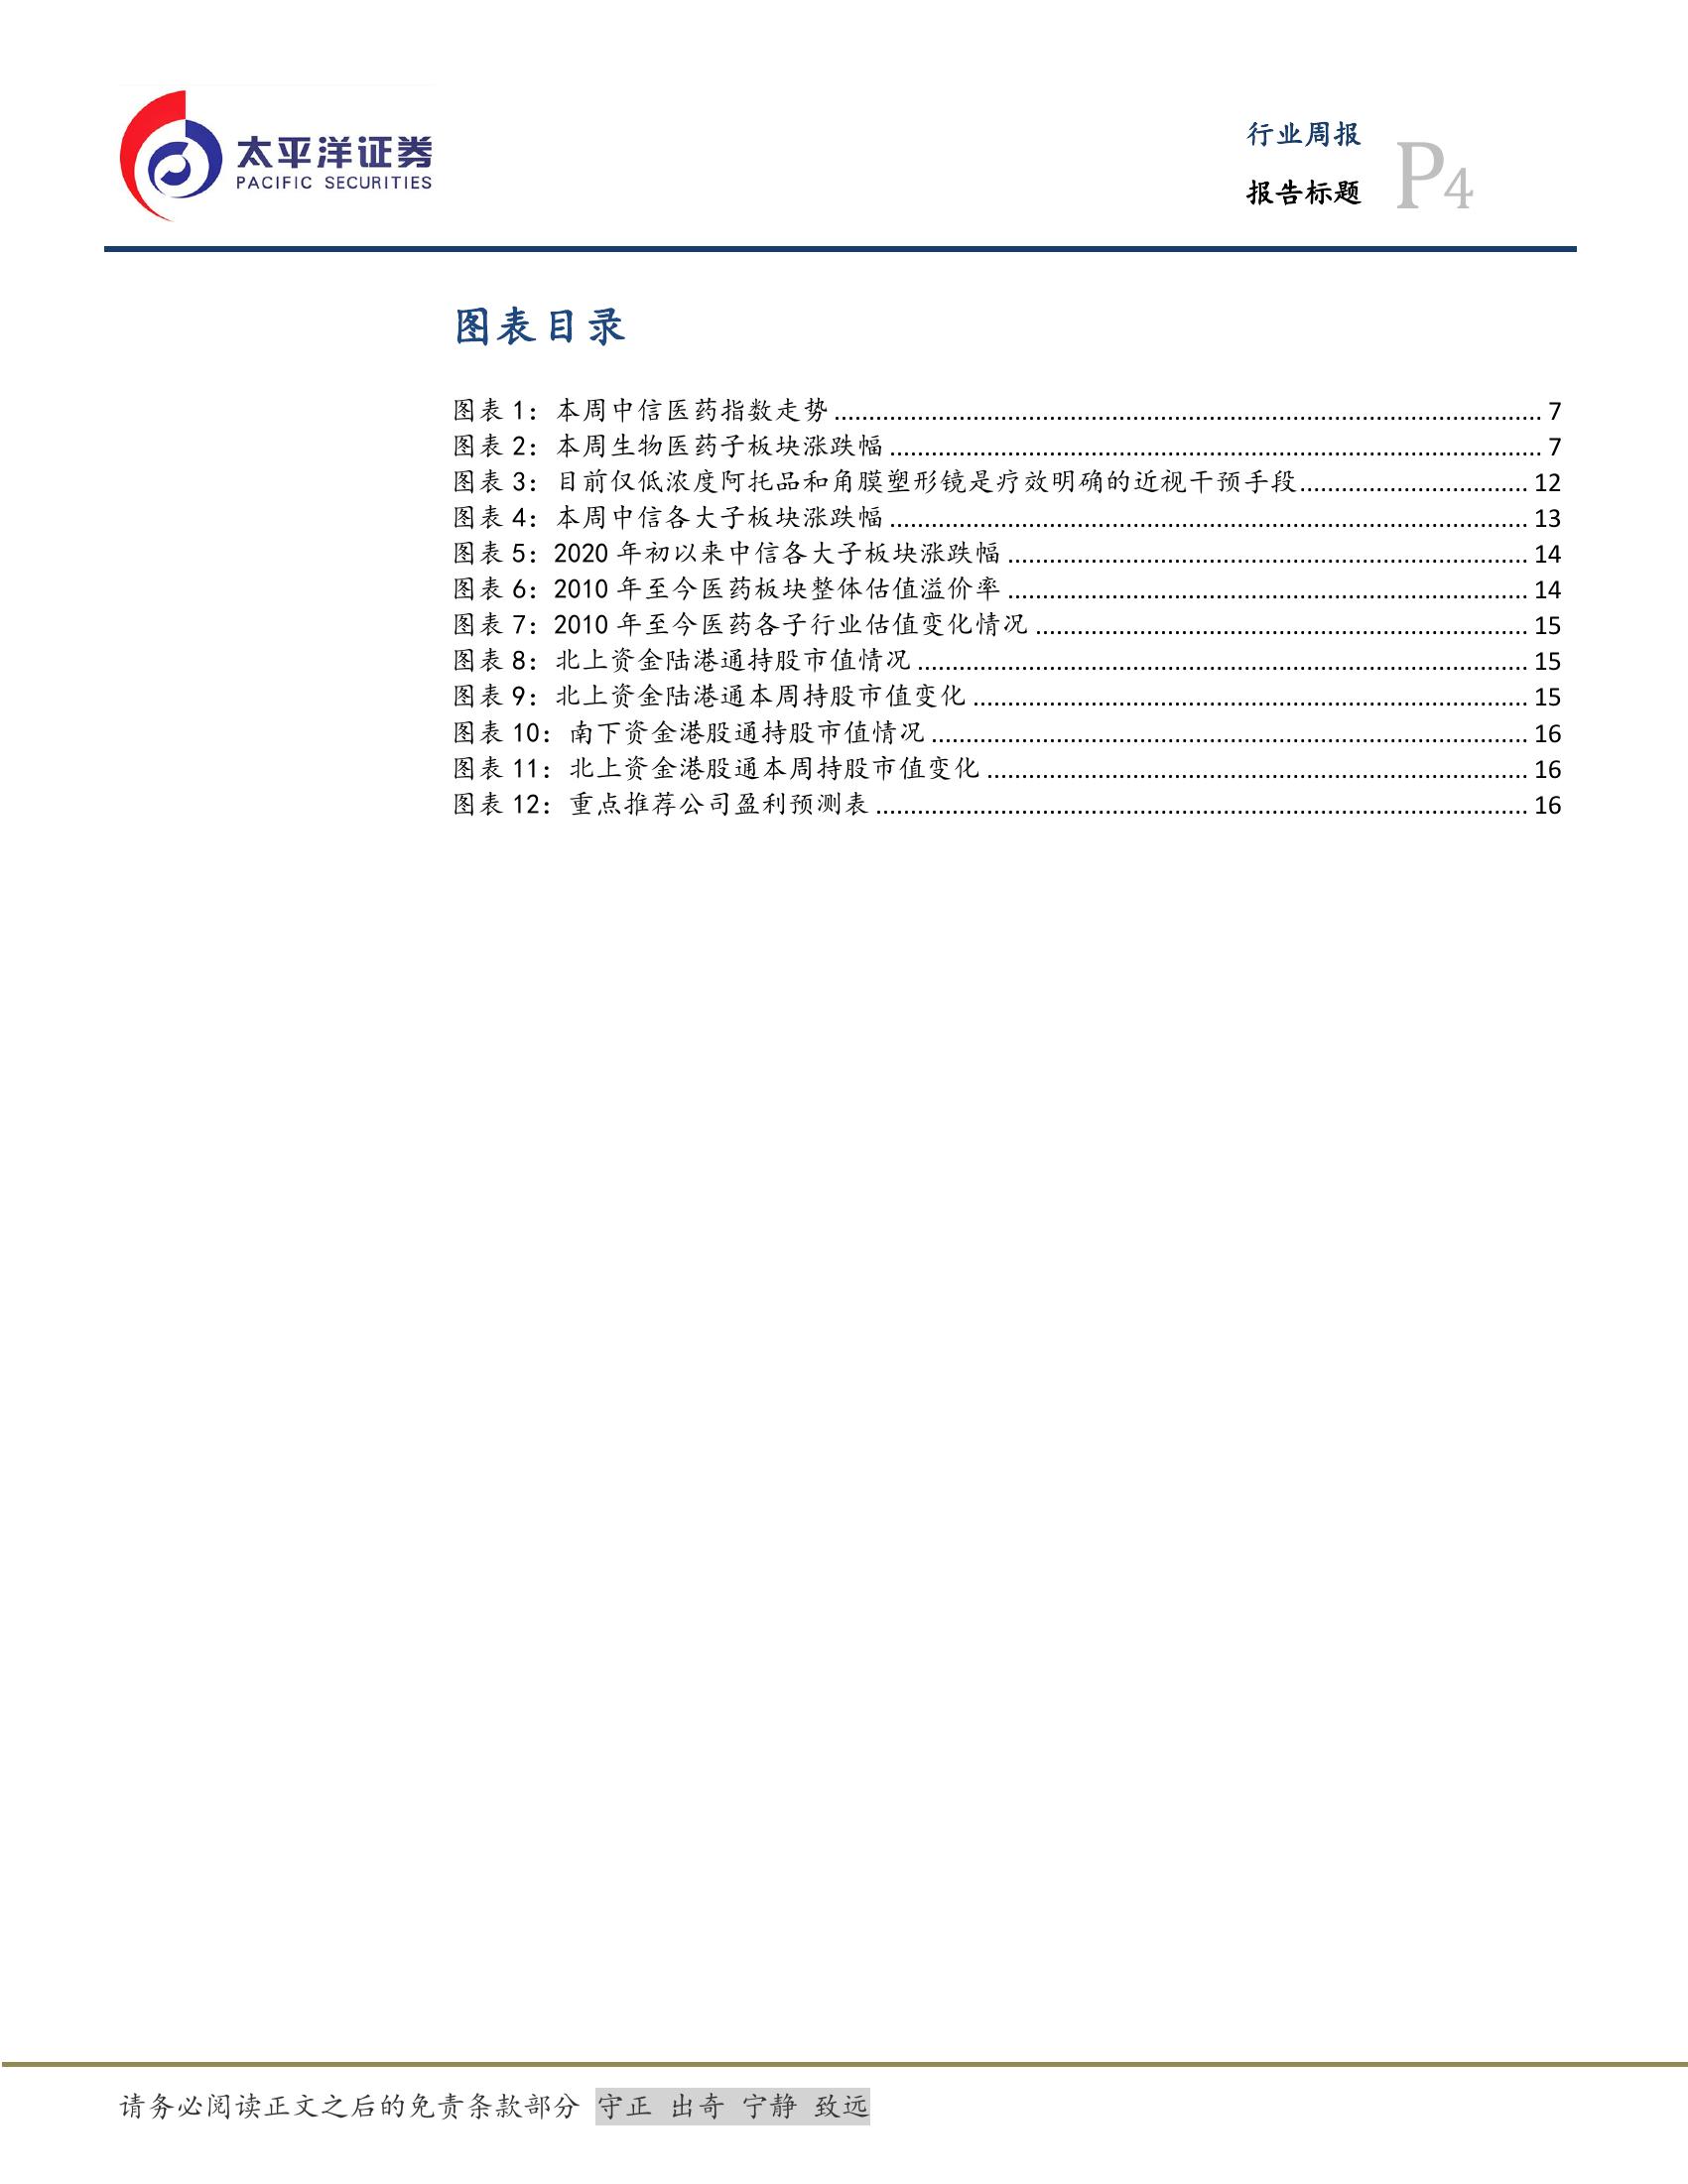 太平洋证券
PACIFIC SECURITIES
行业周报
报告标题
P4
图表目录
图表 1：本周中信医药指数走势 7
图表 2：本周生物医药子板块涨跌幅 7
图表 3：目前仅低浓度阿托品和角膜塑形镜是疗效明确的近视干预手段 12
图表 4：本周中信各大子板块涨跌幅 13
图表 5：2020 年初以来中信各大子板块涨跌幅 14
图表 6：2010 年至今医药板块整体估值溢价率 14
图表 7：2010 年至今医药各子行业估值变化情况 15
图表 8：北上资金陆港通持股市值情况 15
图表 9：北上资金陆港通本周持股市值变化 15
图表 10：南下资金港股通持股市值情况 16
图表 11：北上资金港股通本周持股市值变化 16
图表 12：重点推荐公司盈利预测表 16
请务必阅读正文之后的免责条款部分 守正 出奇 宁静 致远